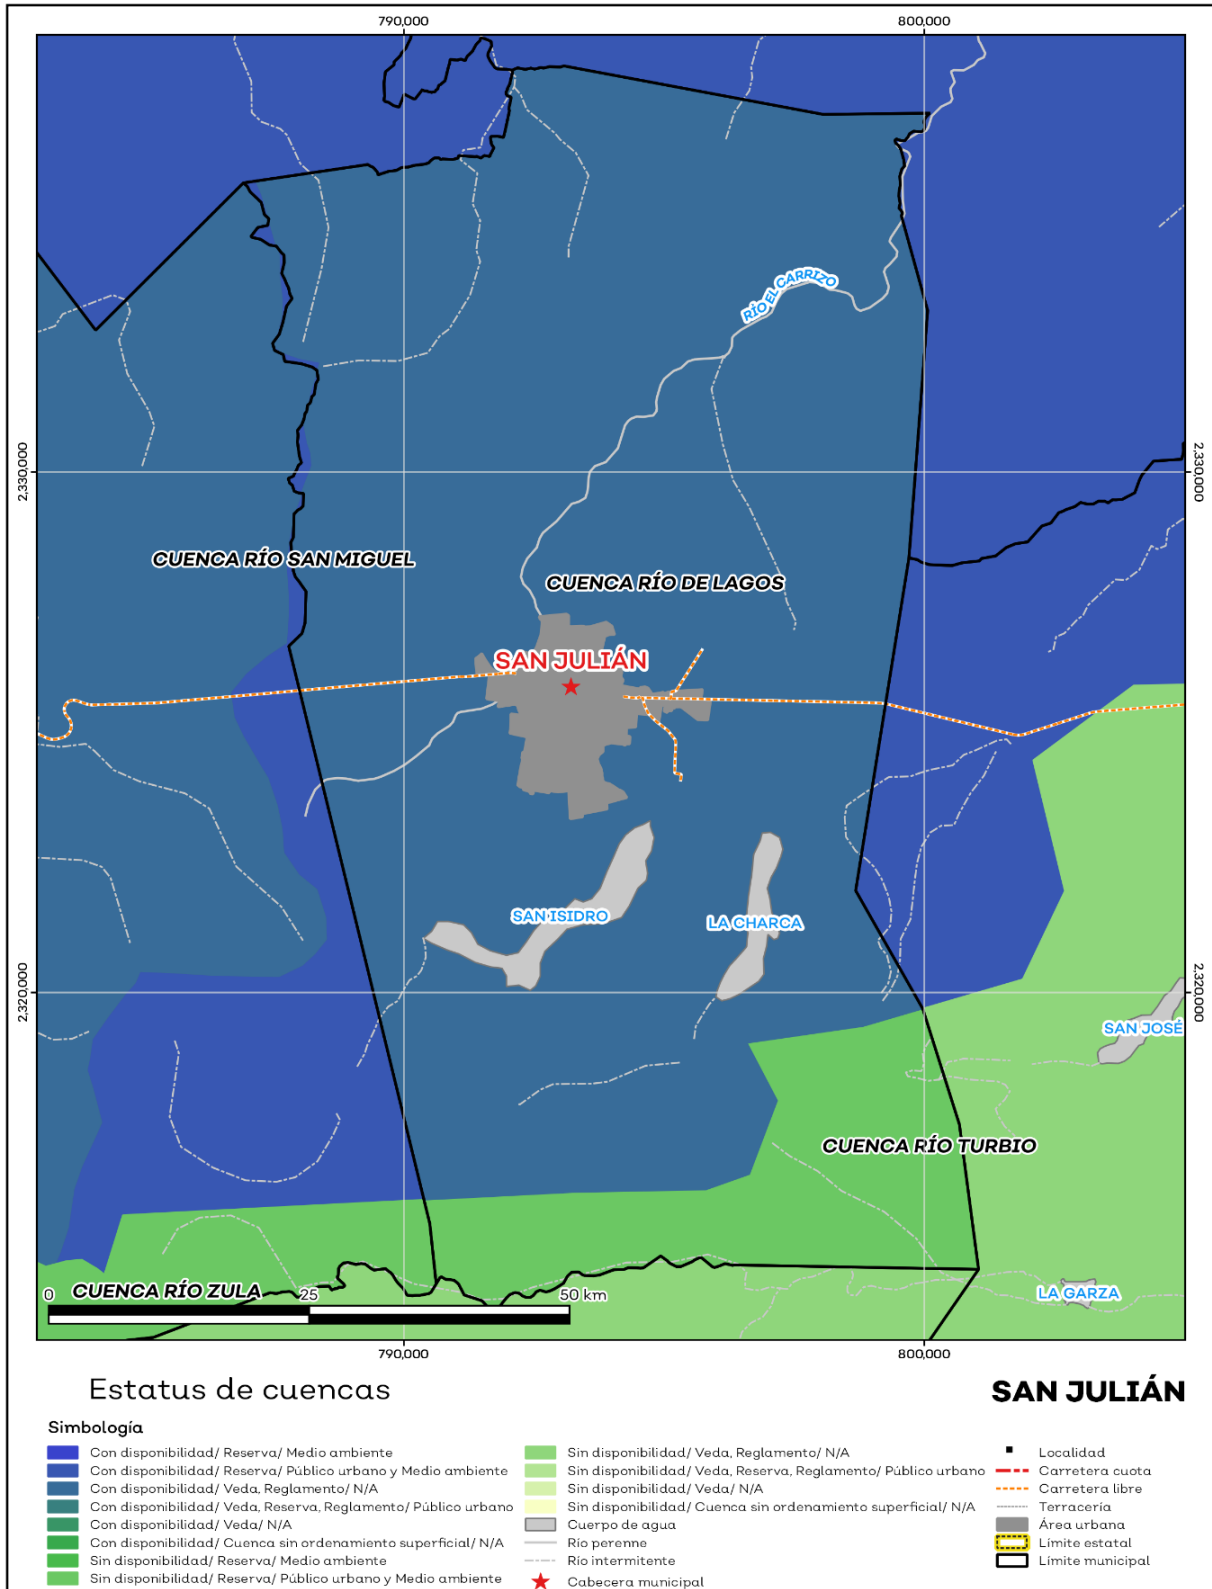 790,000
800,000
RÍO EL CARRIZO
2,330,000
2,330,000
CUENCA RÍO SAN MIGUEL
CUENCA RÍO DE LAGOS
SAN JULIÁN
SAN ISIDRO
LA CHARCA
2,320,000
2,320,000
SAN JOSÉ
CUENCA RÍO TURBIO
CUENCA RÍO ZULA
LA GARZA
0 25 50 km
790,000
800,000
Estatus de cuencas
SAN JULIÁN
Simbología
Con disponibilidad/ Reserva/ Medio ambiente
Con disponibilidad/ Reserva/ Público urbano y Medio ambiente
Con disponibilidad/ Veda, Reglamento/ N/A
Con disponibilidad/ Veda, Reserva, Reglamento/ Público urbano
Con disponibilidad/ Veda/ N/A
Con disponibilidad/ Cuenca sin ordenamiento superficial/ N/A
Sin disponibilidad/ Reserva/ Medio ambiente
Sin disponibilidad/ Reserva/ Público urbano y Medio ambiente
Sin disponibilidad/ Veda, Reglamento/ N/A
Sin disponibilidad/ Veda, Reserva, Reglamento/ Público urbano
Sin disponibilidad/ Veda/ N/A
Sin disponibilidad/ Cuenca sin ordenamiento superficial/ N/A
Cuerpo de agua
Río perenne
Río intermitente
Cabecera municipal
Localidad
Carretera cuota
Carretera libre
Terracería
Área urbana
Límite estatal
Límite municipal